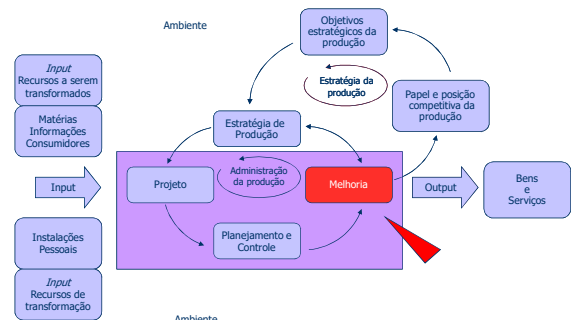 Ambiente
Objetivos
estratégicos da
produção
Input
Recursos a serem
transformados
Matérias
Informações
Consumidores
Estratégia da
produção
Papel e posição
competitiva da
produção
Estratégia de
Produção
Input
Projeto
Administração
da produção
Melhoria
Output
Bens
e
Serviços
Planejamento e
Controle
Instalações
Pessoais
Input
Recursos de
transformação
Ambiente